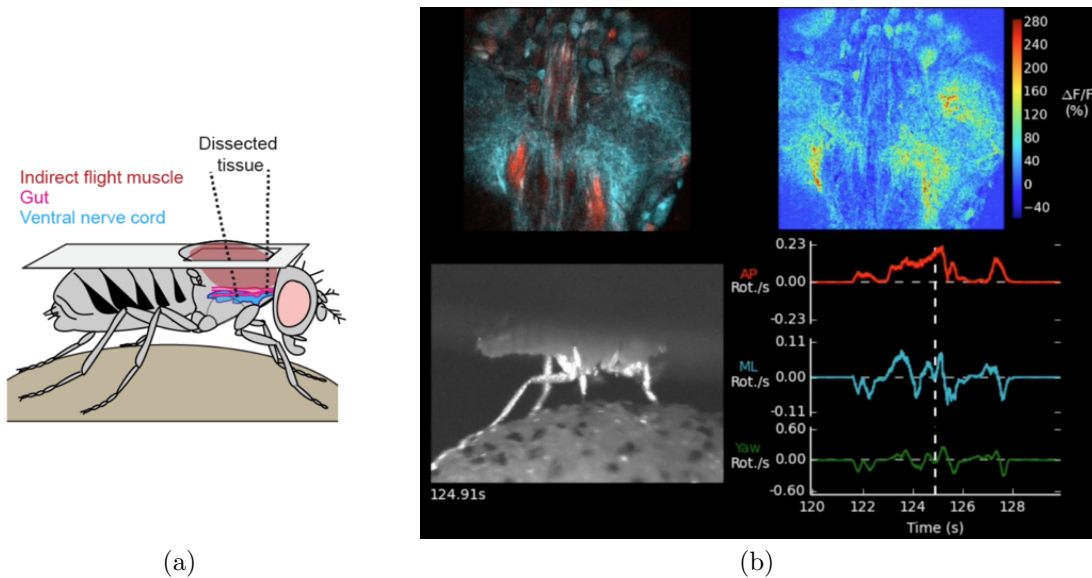 Dissected
tissue
Indirect flight muscle
Gut
Ventral nerve cord
(a)
280
240
200
160
120
80
40
0
−40
ΔF/F
(%)
124.91s
AP
Rot./s
0.23
0.00
-0.23
ML
Rot./s
0.11
0.00
-0.11
Yaw
Rot./s
0.60
0.00
-0.60
120 122 124 126 128
Time (s)
(b)